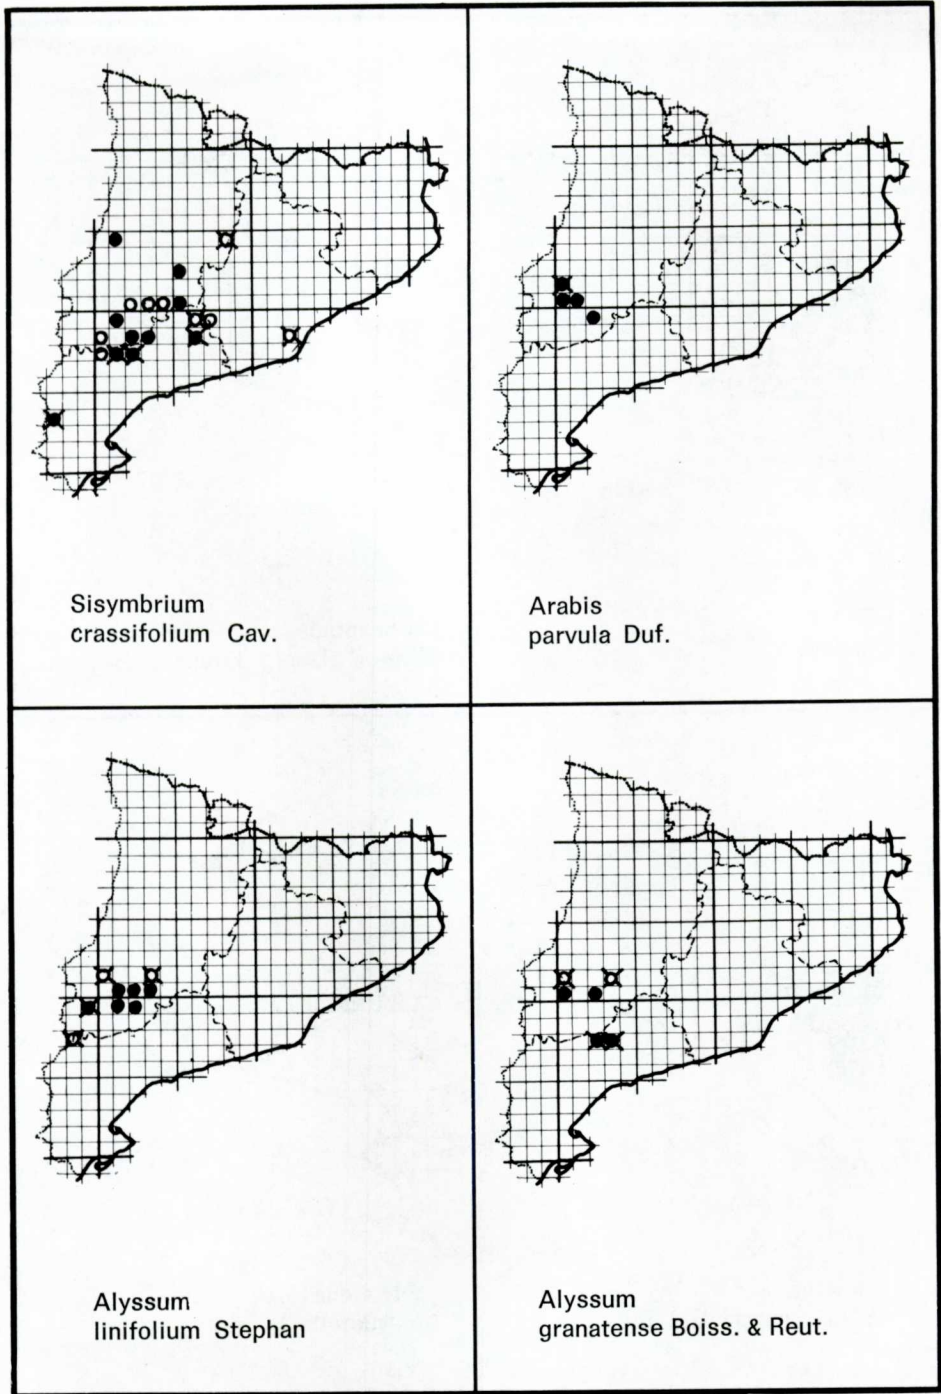 Sisymbrium
crassifolium Cav.
Arabis
parvula Duf.
Alyssum
linifolium Stephan
Alyssum
granatense Boiss. & Reut.